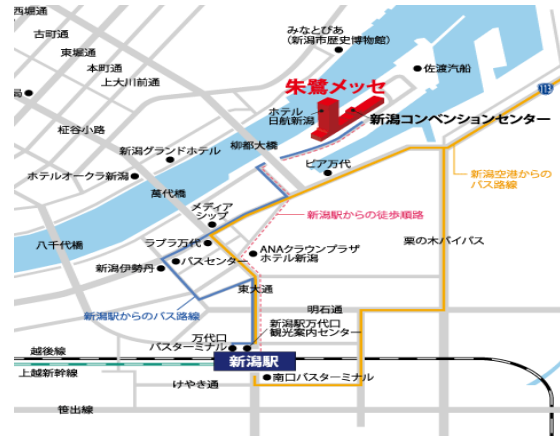 西堀通
古町通
東堀通
本町通
上大川前通
柾谷小路
みなとぴあ
(新潟市歴史博物館)
佐渡汽船
朱鷺メッセ
ホテル
日航新潟
新潟コンベンションセンター
113
新潟グランドホテル
柳都大橋
ピア万代
ホテルオークラ新潟
萬代橋
新潟空港からの
バス路線
メディア
シップ
新潟駅からの徒歩順路
八千代橋
ラブラ万代
バスセンター
ANAクラウンプラザ
ホテル新潟
栗の木バイパス
新潟伊勢丹
東大通
新潟駅からのバス路線
明石通
新潟駅万代口
観光案内センター
万代口
バスターミナル
越後線
新潟駅
上越新幹線
けやき通
南口バスターミナル
笹出線